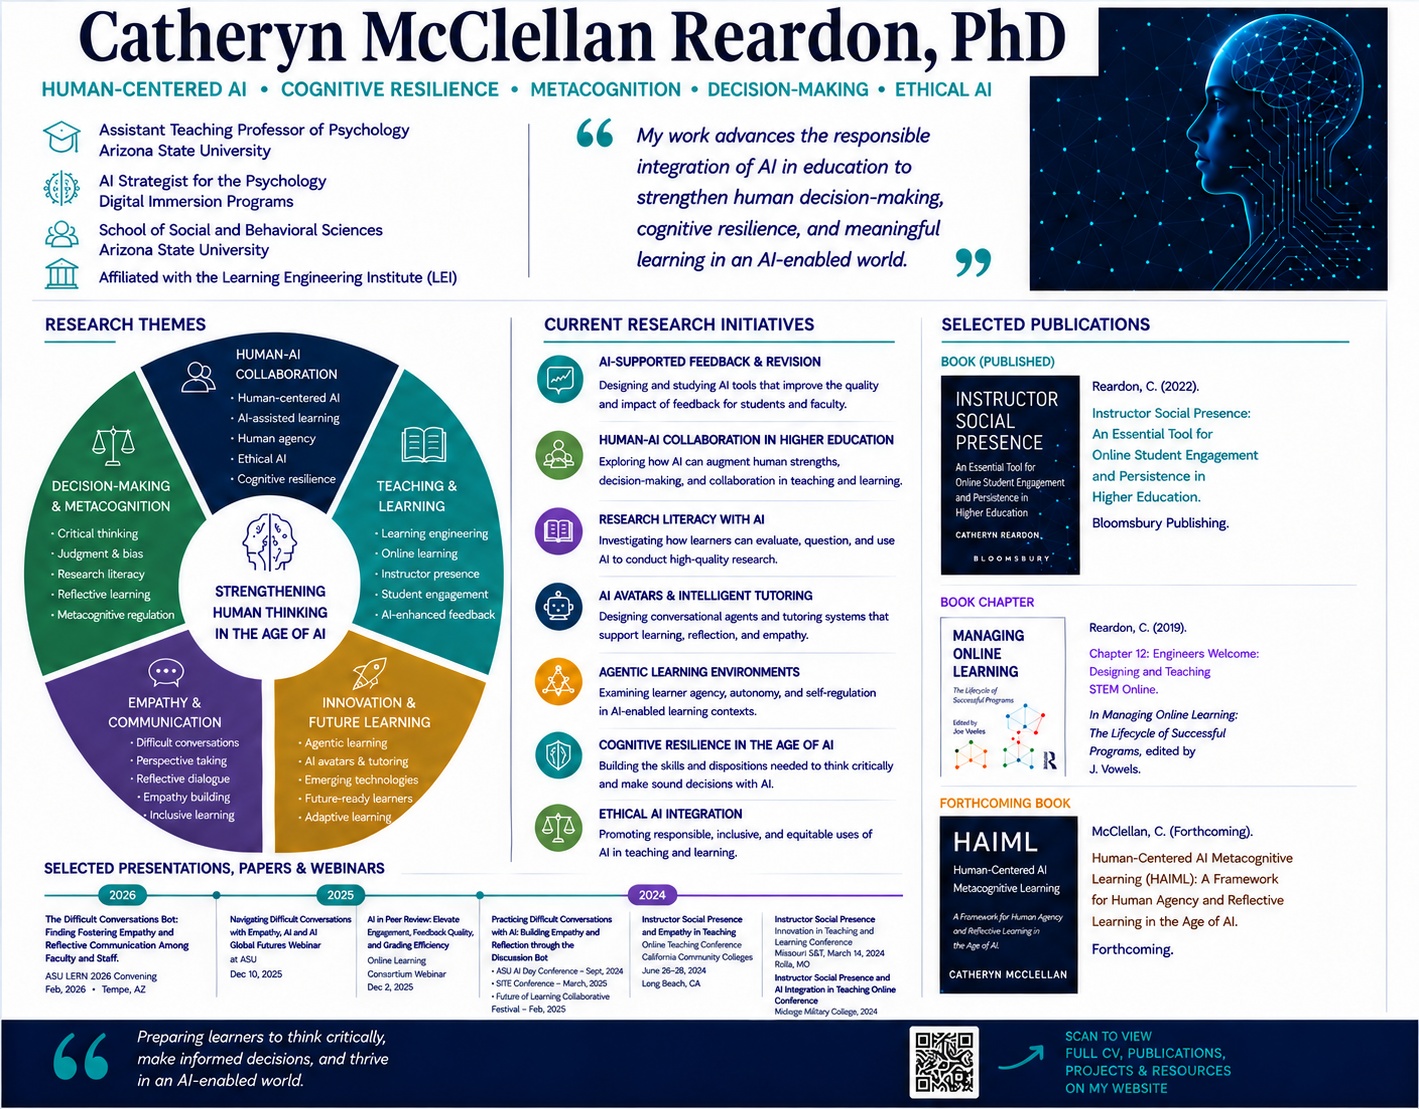 Catheryn McClellan Reardon, PhD
HUMAN-CENTERED AI • COGNITIVE RESILIENCE • METACOGNITION • DECISION-MAKING • ETHICAL AI
Assistant Teaching Professor of Psychology
Arizona State University
AI Strategist for the Psychology
Digital Immersion Programs
School of Social and Behavioral Sciences
Arizona State University
Affiliated with the Learning Engineering Institute (LEI)
“ My work advances the responsible
integration of AI in education to
strengthen human decision-making,
cognitive resilience, and meaningful
learning in an AI-enabled world. ”
RESEARCH THEMES
HUMAN-AI
COLLABORATION
• Human-centered AI
• AI-assisted learning
• Human agency
• Ethical AI
• Cognitive resilience
DECISION-MAKING
& METACOGNITION
• Critical thinking
• Judgment & bias
• Research literacy
• Reflective learning
• Metacognitive regulation
TEACHING &
LEARNING
• Learning engineering
• Online learning
• Instructor presence
• Student engagement
• AI-enhanced feedback
STRENGTHENING
HUMAN THINKING
IN THE AGE OF AI
EMPATHY &
COMMUNICATION
• Difficult conversations
• Perspective taking
• Reflective dialogue
• Empathy building
• Inclusive learning
INNOVATION &
FUTURE LEARNING
• Agentic learning
• AI avatars & tutoring
• Emerging technologies
• Future-ready learners
• Adaptive learning
CURRENT RESEARCH INITIATIVES
AI-SUPPORTED FEEDBACK & REVISION
Designing and studying AI tools that improve the quality
and impact of feedback for students and faculty.
HUMAN-AI COLLABORATION IN HIGHER EDUCATION
Exploring how AI can augment human strengths,
decision-making, and collaboration in teaching and learning.
RESEARCH LITERACY WITH AI
Investigating how learners can evaluate, question, and use
AI to conduct high-quality research.
AI AVATARS & INTELLIGENT TUTORING
Designing conversational agents and tutoring systems that
support learning, reflection, and empathy.
AGENTIC LEARNING ENVIRONMENTS
Examining learner agency, autonomy, and self-regulation
in AI-enabled learning contexts.
COGNITIVE RESILIENCE IN THE AGE OF AI
Building the skills and dispositions needed to think critically
and make sound decisions with AI.
ETHICAL AI INTEGRATION
Promoting responsible, inclusive, and equitable uses of
AI in teaching and learning.
SELECTED PUBLICATIONS
BOOK (PUBLISHED)
INSTRUCTOR
SOCIAL
PRESENCE
An Essential Tool for
Online Student Engagement
and Persistence in
Higher Education
CATHERYN REARDON
BLOOMSBURY
Reardon, C. (2022).
Instructor Social Presence:
An Essential Tool for
Online Student Engagement
and Persistence in
Higher Education.
Bloomsbury Publishing.
BOOK CHAPTER
MANAGING
ONLINE
LEARNING
The Lifecycle of
Successful Programs
Edited by
Joe Veeles
R
Reardon, C. (2019).
Chapter 12: Engineers Welcome:
Designing and Teaching
STEM Online.
In Managing Online Learning:
The Lifecycle of Successful
Programs, edited by
J. Vowels.
FORTHCOMING BOOK
HAIML
Human-Centered AI
Metacognitive Learning
A Framework for Human Agency
and Reflective Learning in
the Age of AI.
CATHERYN MCCLELLAN
McClellan, C. (Forthcoming).
Human-Centered AI Metacognitive
Learning (HAIML): A Framework
for Human Agency and Reflective
Learning in the Age of AI.
Forthcoming.
SELECTED PRESENTATIONS, PAPERS & WEBINARS
2026
2025
2024
The Difficult Conversations Bot:
Finding Fostering Empathy and
Reflective Communication Among
Faculty and Staff.
ASU LERN 2026 Convening
Feb, 2026 • Tempe, AZ
Navigating Difficult Conversations
with Empathy, AI and AI
Global Futures Webinar
at ASU
Dec 10, 2025
AI in Peer Review: Elevate
Engagement, Feedback Quality,
and Grading Efficiency
Online Learning
Consortium Webinar
Dec 2, 2025
Practicing Difficult Conversations
with AI: Building Empathy and
Reflection through the
Discussion Bot
• ASU AI Day Conference – Sept, 2024
• SITE Conference – March, 2025
• Future of Learning Collaborative
Festival – Feb, 2025
Instructor Social Presence
and Empathy in Teaching
Online Teaching Conference
California Community Colleges
June 26–28, 2024
Long Beach, CA
Instructor Social Presence
Innovation in Teaching and
Learning Conference
Missouri S&T, March 14, 2024
Rolla, MO
Instructor Social Presence and
AI Integration in Teaching Online
Conference
Midoge Military College, 2024
“ Preparing learners to think critically,
make informed decisions, and thrive
in an AI-enabled world.
SCAN TO VIEW
FULL CV, PUBLICATIONS,
PROJECTS & RESOURCES
ON MY WEBSITE